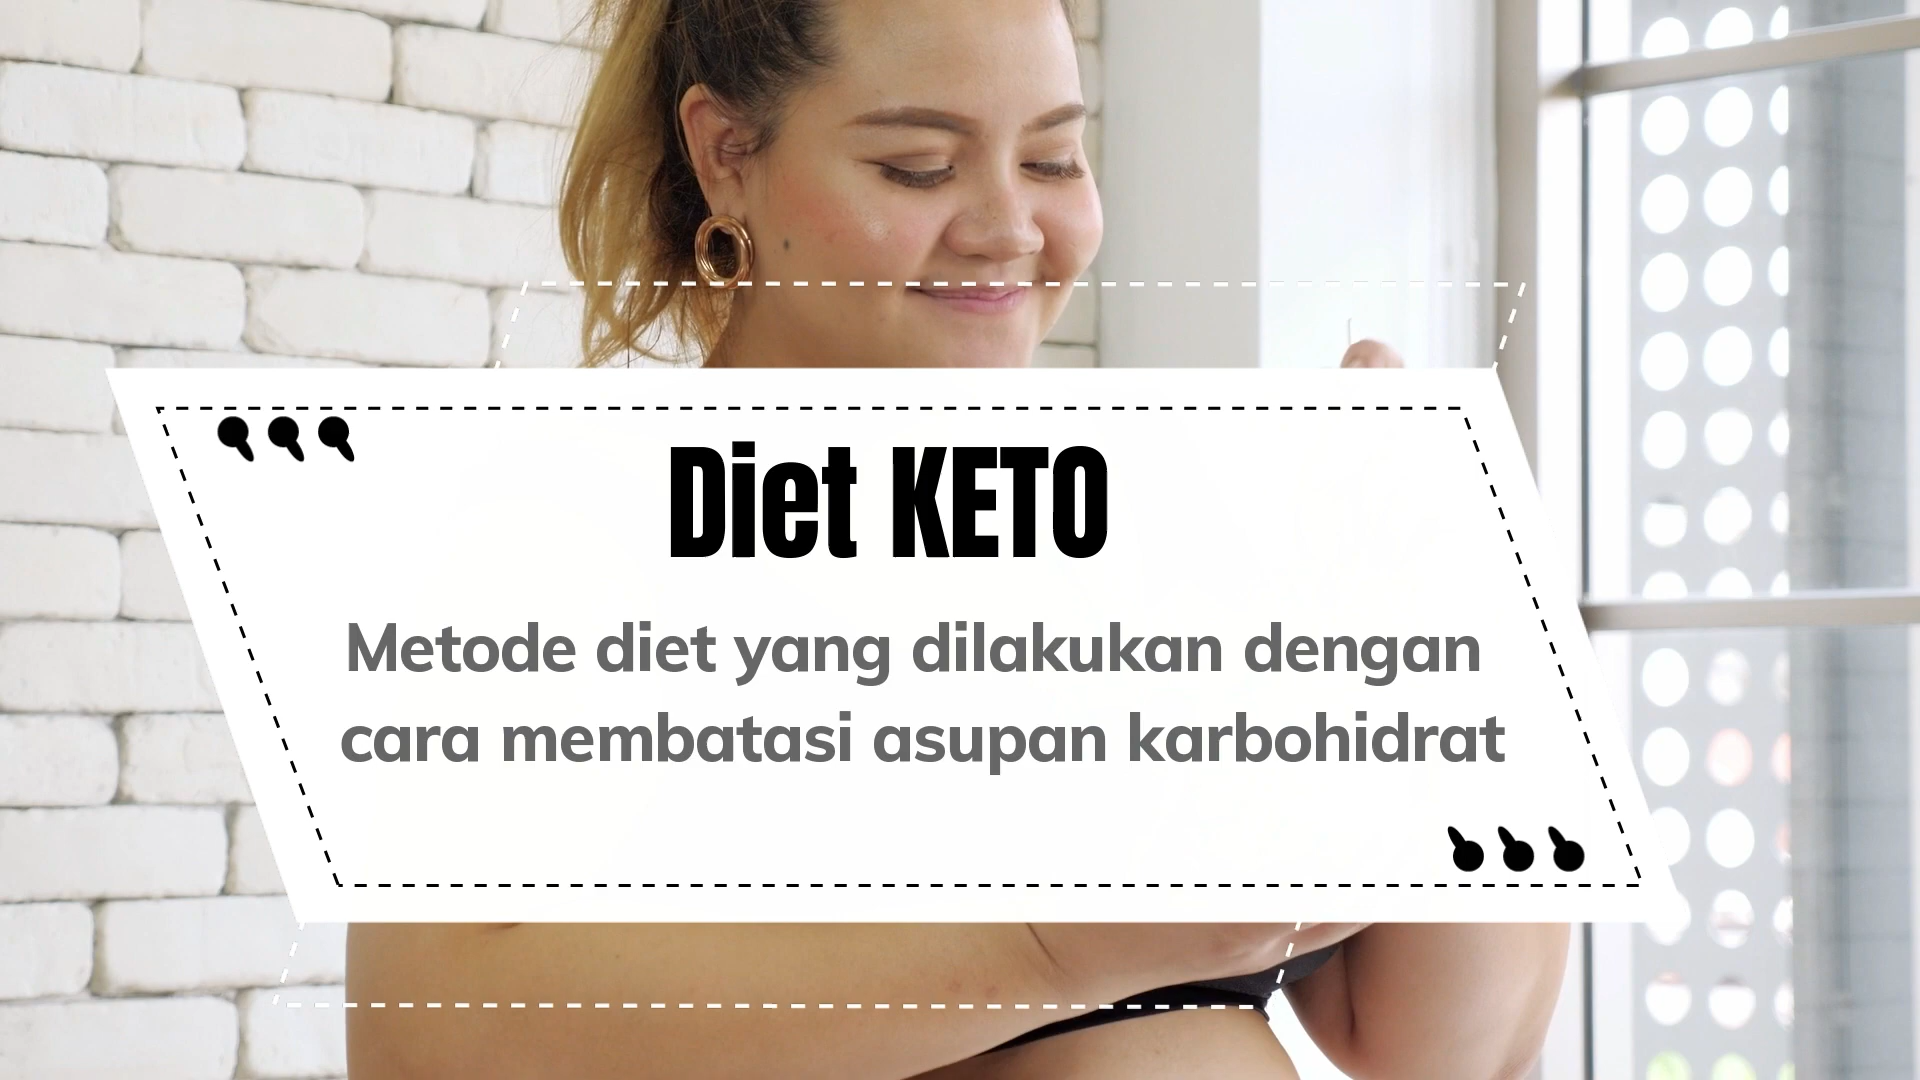 Diet KETO
Metode diet yang dilakukan dengan
cara membatasi asupan karbohidrat